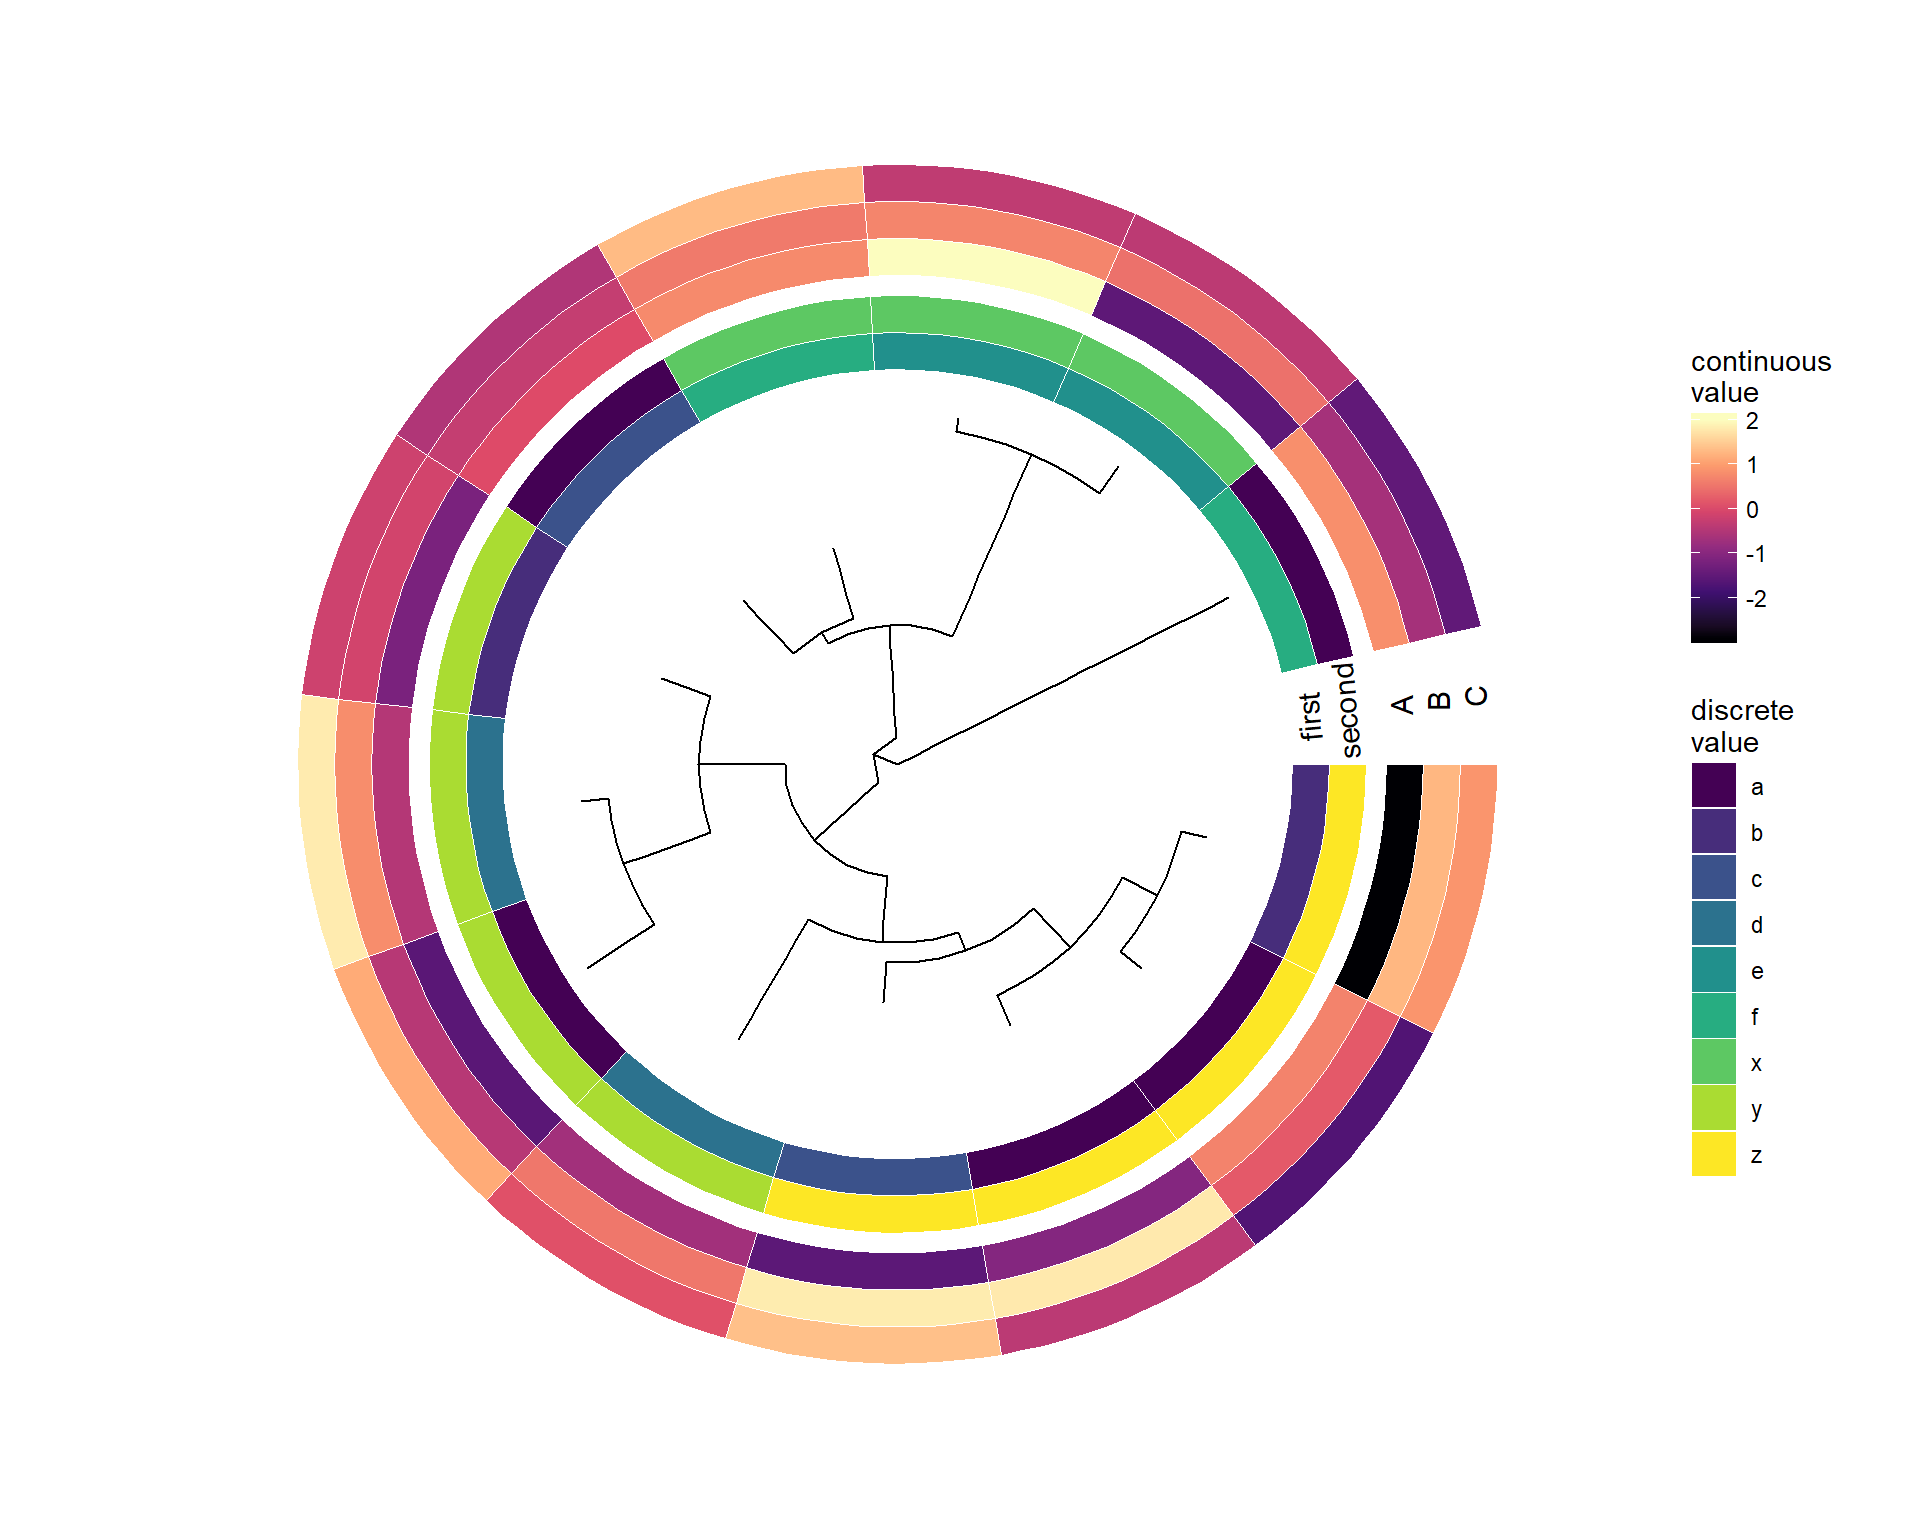 first
second
A
B
C
continuous
value
2
1
0
-1
-2
discrete
value
a
b
c
d
e
f
x
y
z